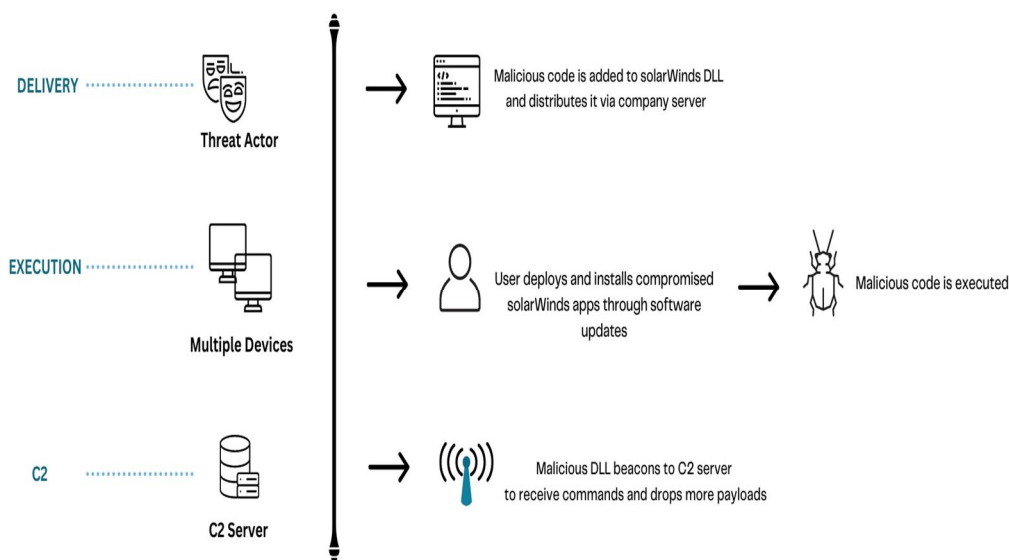 DELIVERY
Threat Actor
Malicious code is added to solarWinds DLL
and distributes it via company server
EXECUTION
Multiple Devices
User deploys and installs compromised
solarWinds apps through software
updates
Malicious code is executed
C2
C2 Server
Malicious DLL beacons to C2 server
to receive commands and drops more payloads